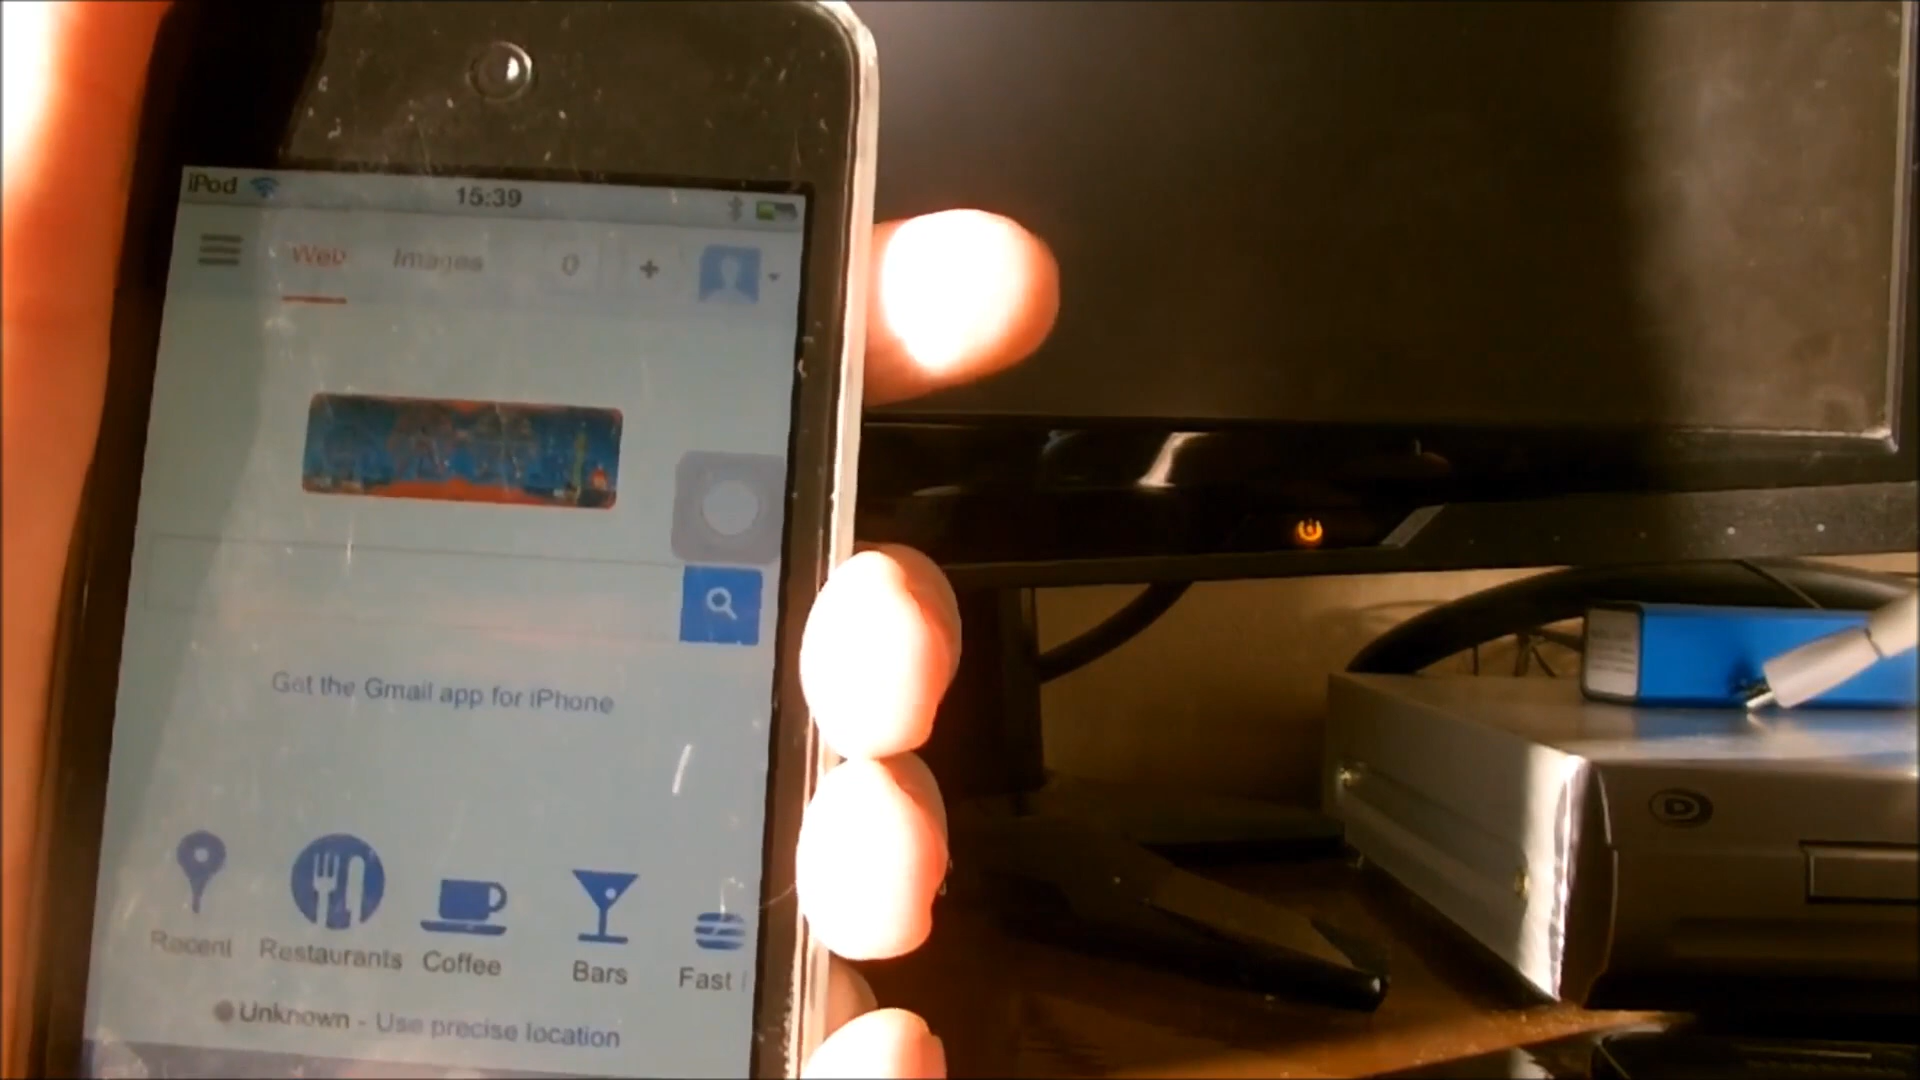 iPod 15:39
Web Images 0 +
Get the Gmail app for iPhone
Recent Restaurants Coffee Bars Fast
Unknown - Use precise location
D